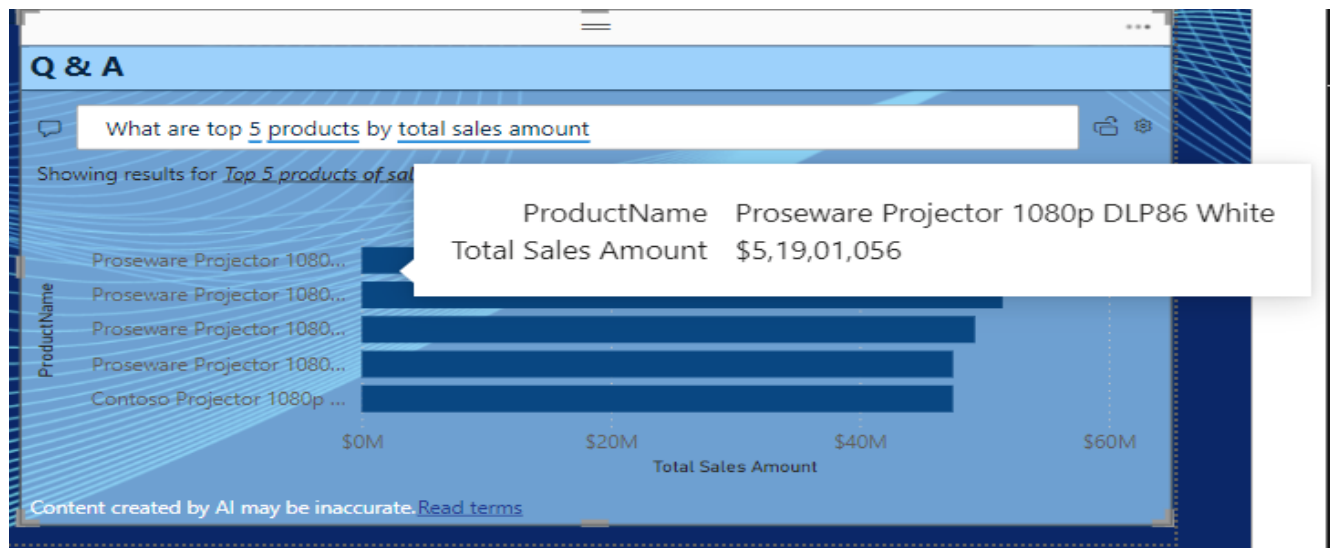 Q & A
What are top 5 products by total sales amount
Showing results for Top 5 products of sal
ProductName Proseware Projector 1080p DLP86 White
Total Sales Amount $5,19,01,056
Proseware Projector 1080...
Proseware Projector 1080...
Proseware Projector 1080...
Proseware Projector 1080...
Contoso Projector 1080p ...
ProductName
$0M $20M $40M $60M
Total Sales Amount
Content created by AI may be inaccurate. Read terms